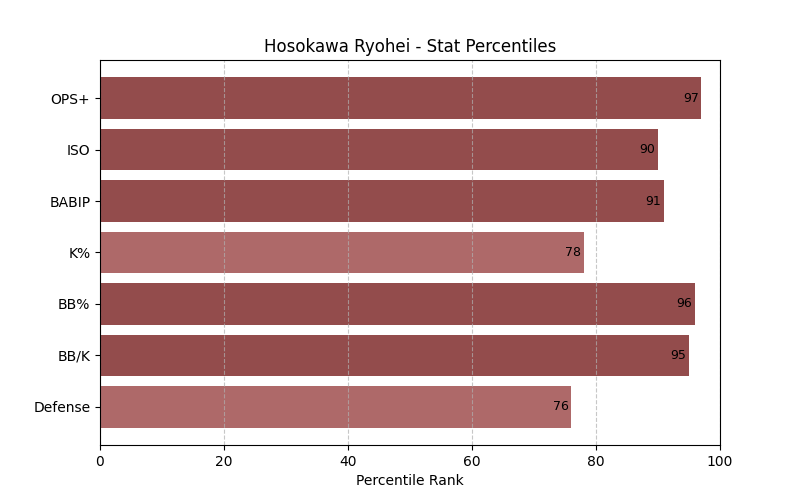 Hosokawa Ryohei - Stat Percentiles
OPS+ 97
ISO 90
BABIP 91
K% 78
BB% 96
BB/K 95
Defense 76
0 20 40 60 80 100
Percentile Rank